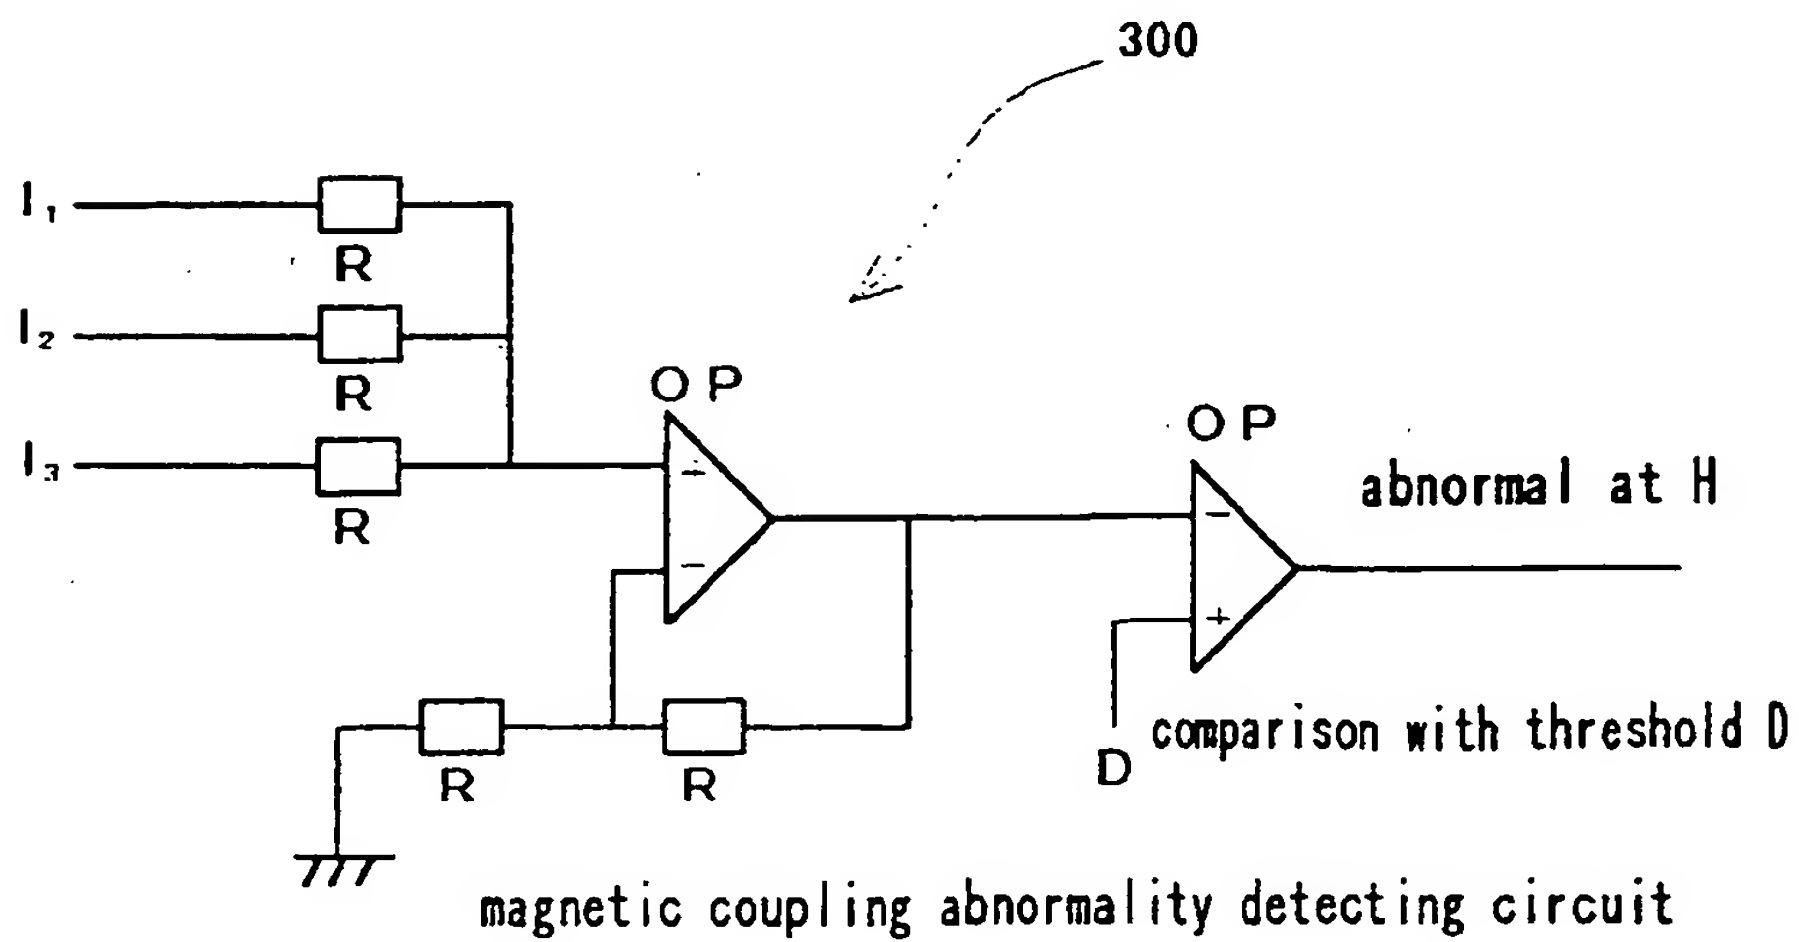 300
I₁
R
I₂
R
I₃
R
OP
+
−
R
R
OP
−
+
abnormal at H
D
comparison with threshold D
magnetic coupling abnormality detecting circuit